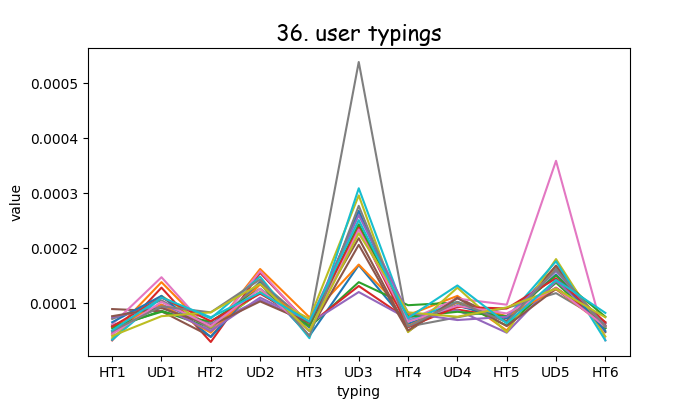 36. user typings
value
0.0005
0.0004
0.0003
0.0002
0.0001
HT1 UD1 HT2 UD2 HT3 UD3 HT4 UD4 HT5 UD5 HT6
typing